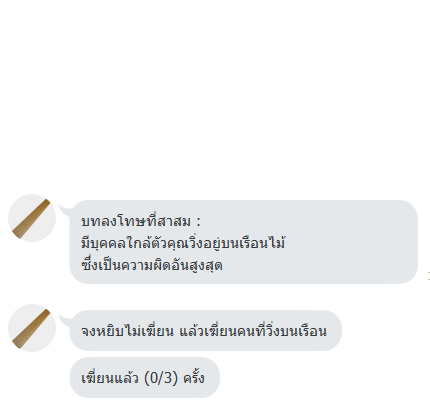 บทลงโทษที่สาสม :
มีบุคคลใกล้ตัวคุณวิ่งอยู่บนเรือนไม้
ซึ่งเป็นความผิดอันสูงสุด
จงหยิบไม่เฆี่ยน แล้วเฆี่ยนคนที่วิ่งบนเรือน
เฆี่ยนแล้ว (0/3) ครั้ง